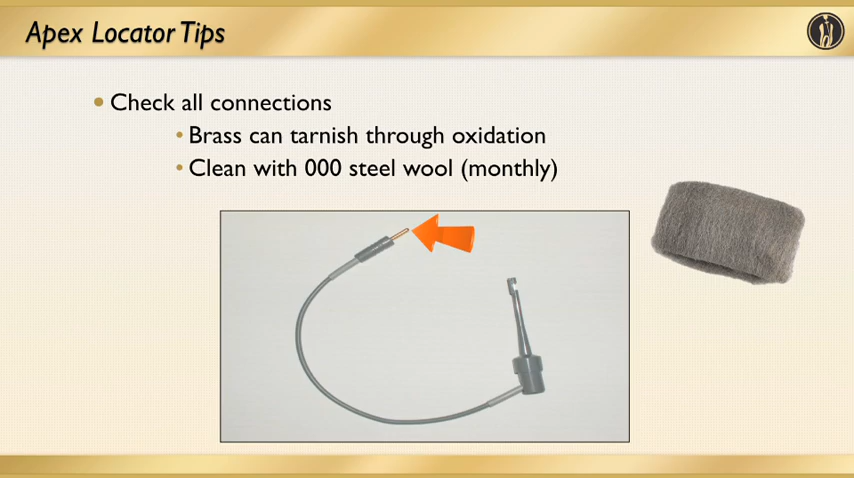 Apex Locator Tips
• Check all connections
• Brass can tarnish through oxidation
• Clean with 000 steel wool (monthly)